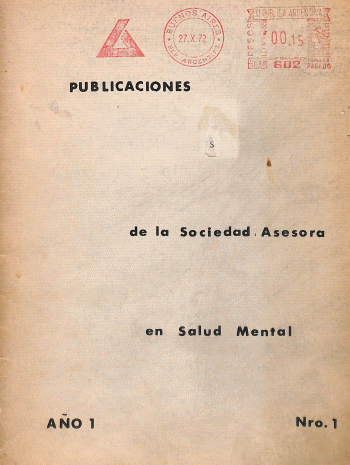 BUENOS AIRES
27.X.72
REP. ARGENTINA
PESOS
00,15
602
PAGADO
PUBLICACIONES
S
de la Sociedad Asesora
en Salud Mental
AÑO 1
Nro. 1